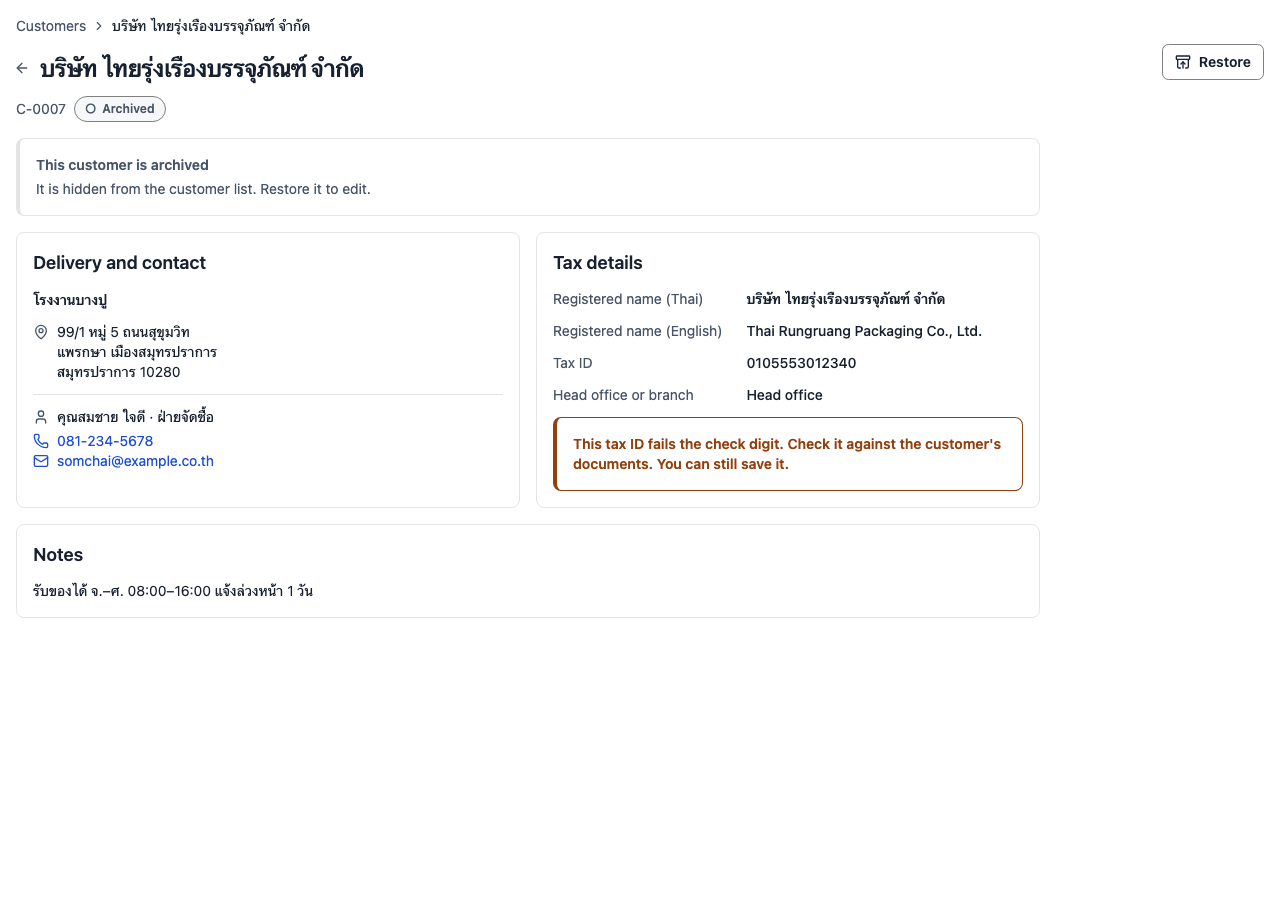 Customers
บริษัท ไทยรุ่งเรืองบรรจุภัณฑ์ จำกัด
บริษัท ไทยรุ่งเรืองบรรจุภัณฑ์ จำกัด
Restore
C-0007
Archived
This customer is archived
It is hidden from the customer list. Restore it to edit.
Delivery and contact
โรงงานบางปู
99/1 หมู่ 5 ถนนสุขุมวิท
แพรกษา เมืองสมุทรปราการ
สมุทรปราการ 10280
คุณสมชาย ใจดี · ฝ่ายจัดซื้อ
081-234-5678
somchai@example.co.th
Tax details
Registered name (Thai) บริษัท ไทยรุ่งเรืองบรรจุภัณฑ์ จำกัด
Registered name (English) Thai Rungruang Packaging Co., Ltd.
Tax ID 0105553012340
Head office or branch Head office
This tax ID fails the check digit. Check it against the customer's
documents. You can still save it.
Notes
รับของได้ จ.–ศ. 08:00–16:00 แจ้งล่วงหน้า 1 วัน